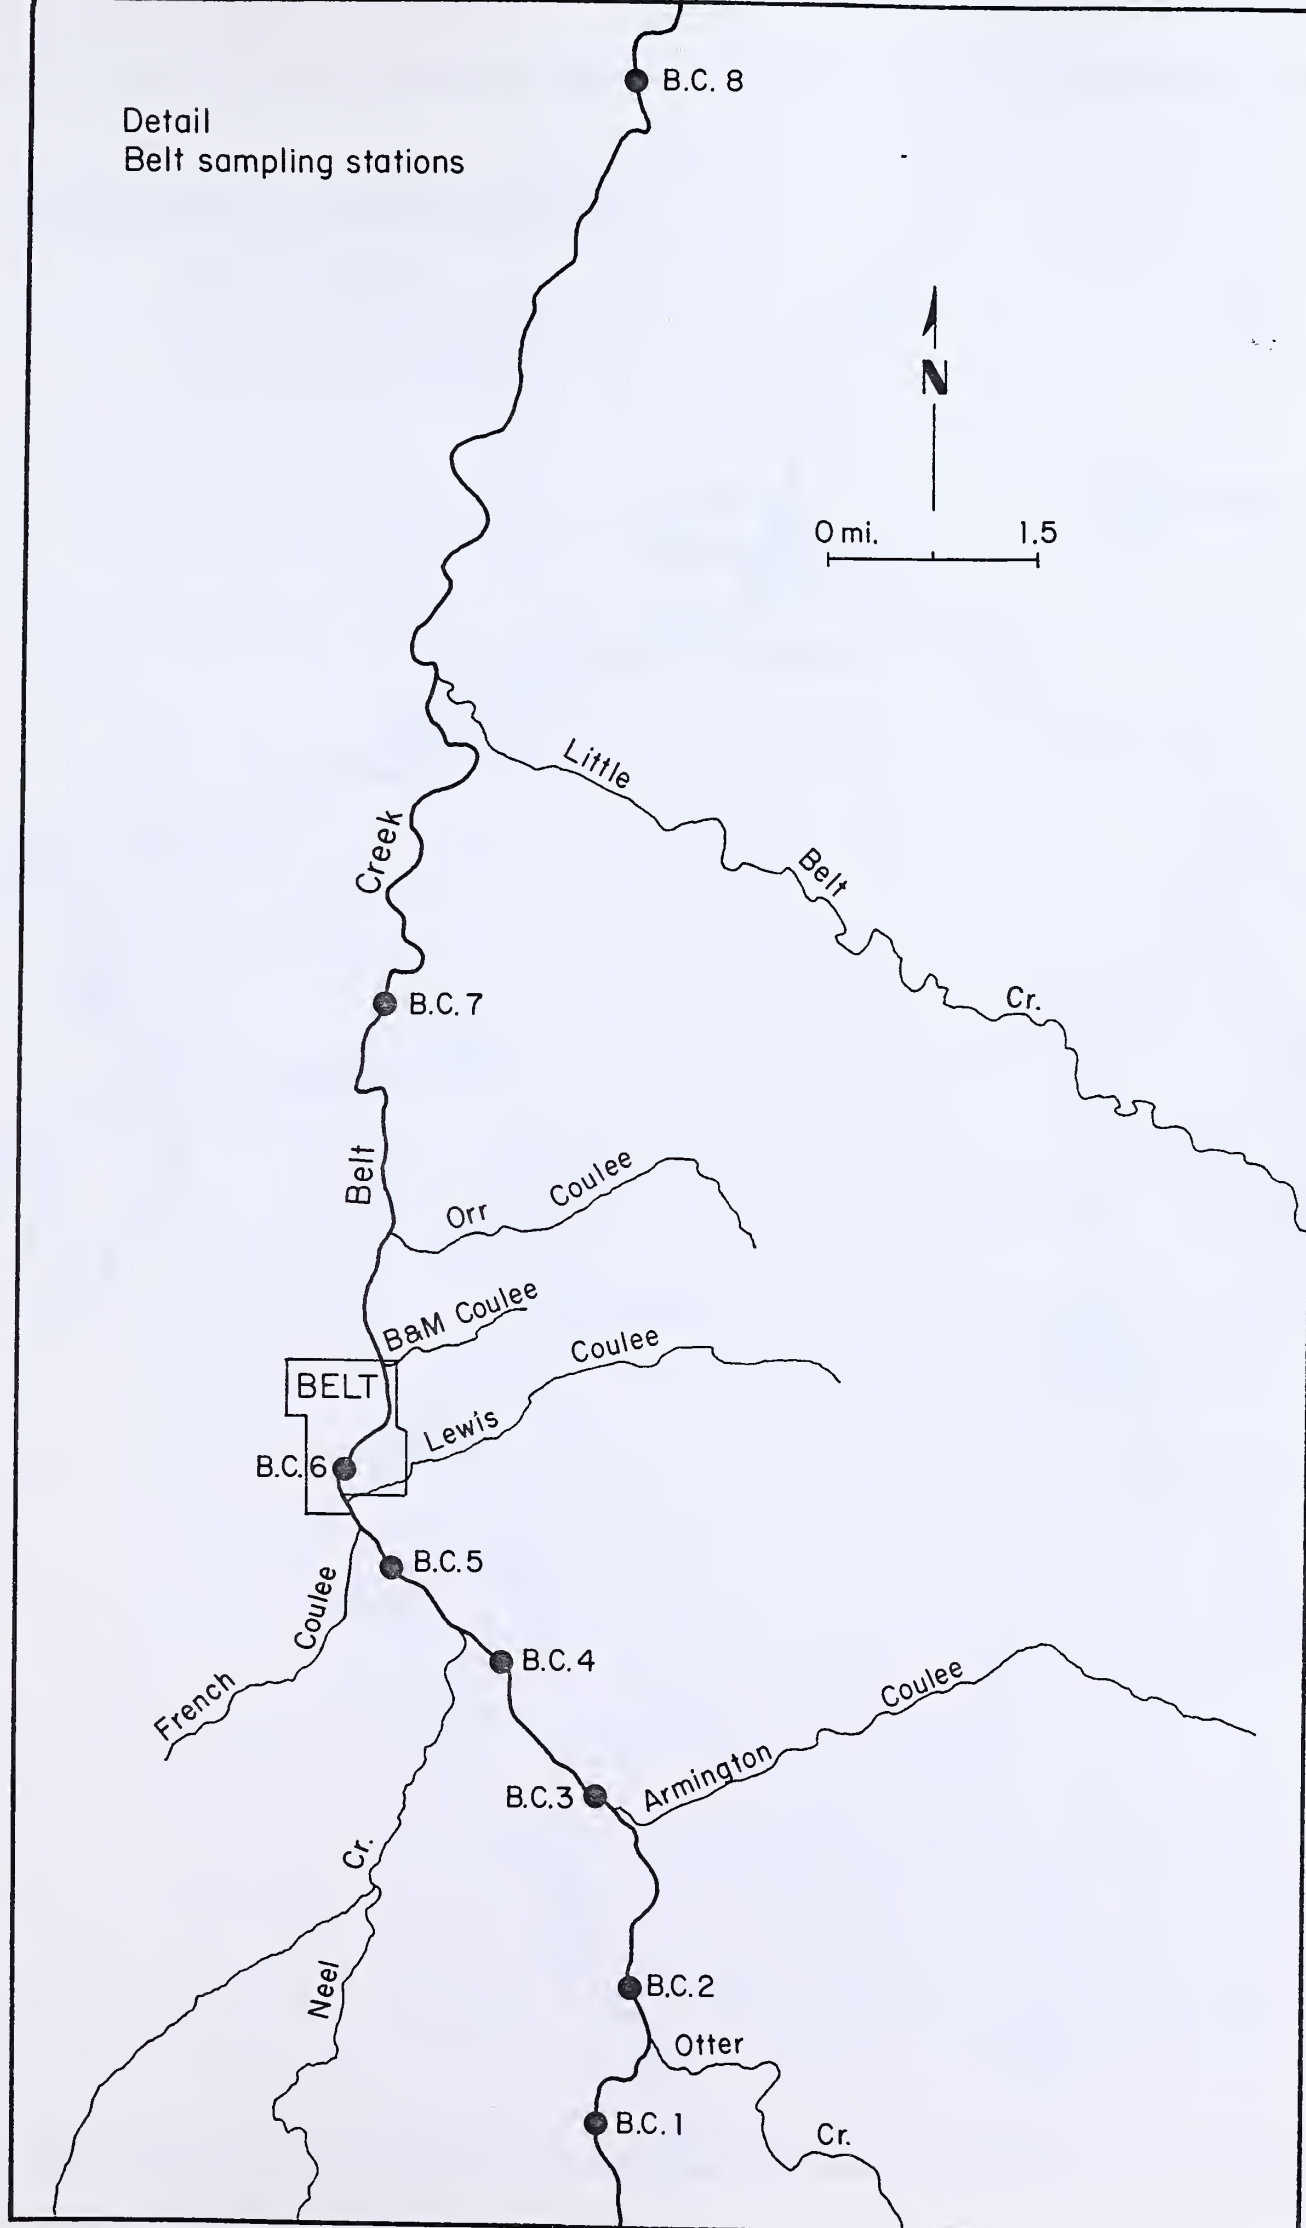 B.C. 8
Detail
Belt sampling stations
N
0 mi. 1.5
Little Belt Cr.
Belt Creek
B.C. 7
Orr Coulee
B&M Coulee
BELT
Lewis Coulee
B.C. 6
B.C. 5
French Coulee
B.C. 4
Armington Coulee
B.C. 3
Neel Cr.
B.C. 2
Otter Cr.
B.C. 1